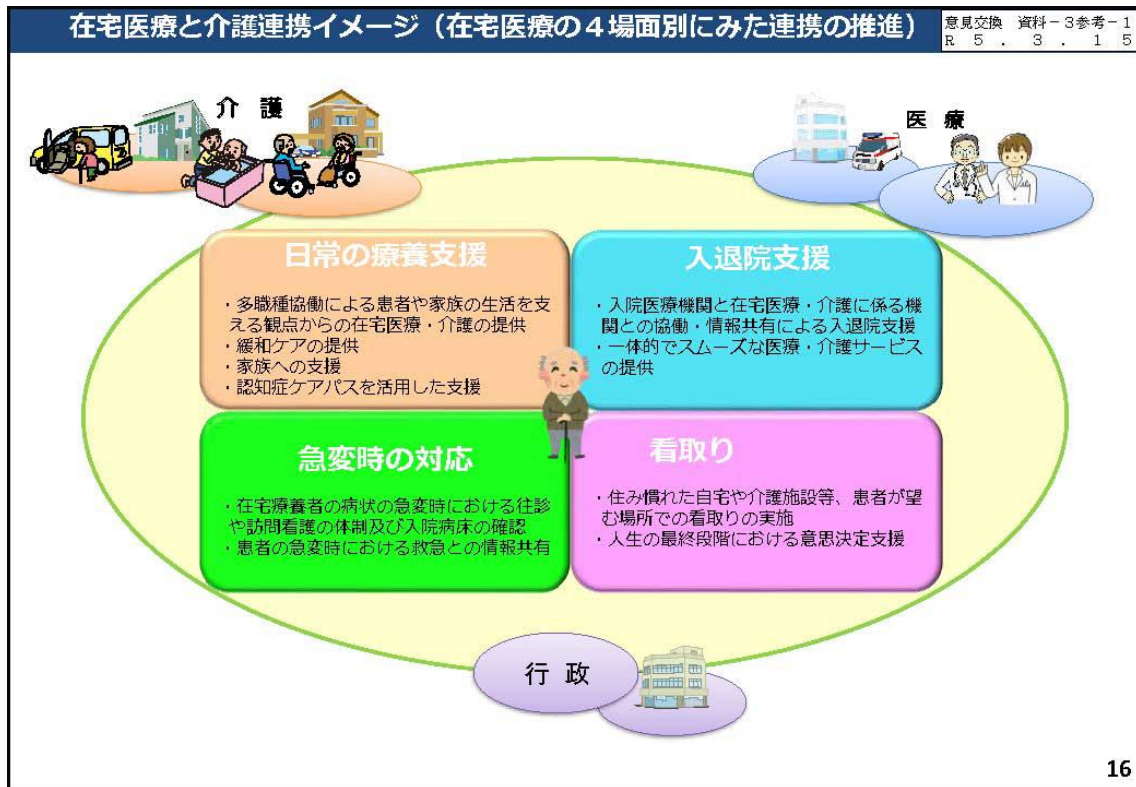 在宅医療と介護連携イメージ（在宅医療の４場面別にみた連携の推進）
意見交換 資料－3参考－1
R 5 . 3 . 1 5
介 護
医 療
日常の療養支援
・多職種協働による患者や家族の生活を支
える観点からの在宅医療・介護の提供
・緩和ケアの提供
・家族への支援
・認知症ケアパスを活用した支援
入退院支援
・入院医療機関と在宅医療・介護に係る機
関との協働・情報共有による入退院支援
・一体的でスムーズな医療・介護サービス
の提供
急変時の対応
・在宅療養者の病状の急変時における往診
や訪問看護の体制及び入院病床の確認
・患者の急変時における救急との情報共有
看取り
・住み慣れた自宅や介護施設等、患者が望
む場所での看取りの実施
・人生の最終段階における意思決定支援
行 政
16